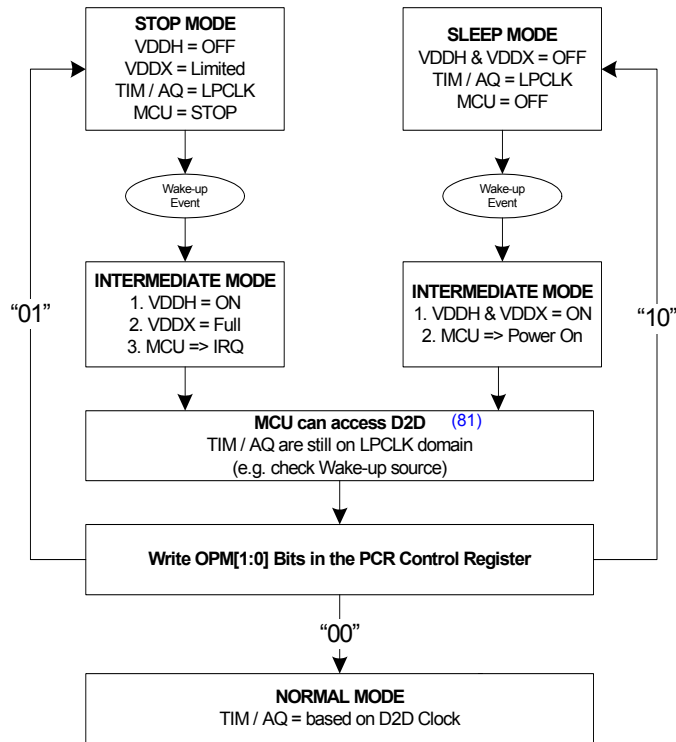 STOP MODE
VDDH = OFF
VDDX = Limited
TIM / AQ = LPCLK
MCU = STOP
SLEEP MODE
VDDH & VDDX = OFF
TIM / AQ = LPCLK
MCU = OFF
Wake-up
Event
Wake-up
Event
INTERMEDIATE MODE
1. VDDH = ON
2. VDDX = Full
3. MCU => IRQ
INTERMEDIATE MODE
1. VDDH & VDDX = ON
2. MCU => Power On
“01”
“10”
MCU can access D2D (81)
TIM / AQ are still on LPCLK domain
(e.g. check Wake-up source)
Write OPM[1:0] Bits in the PCR Control Register
“00”
NORMAL MODE
TIM / AQ = based on D2D Clock